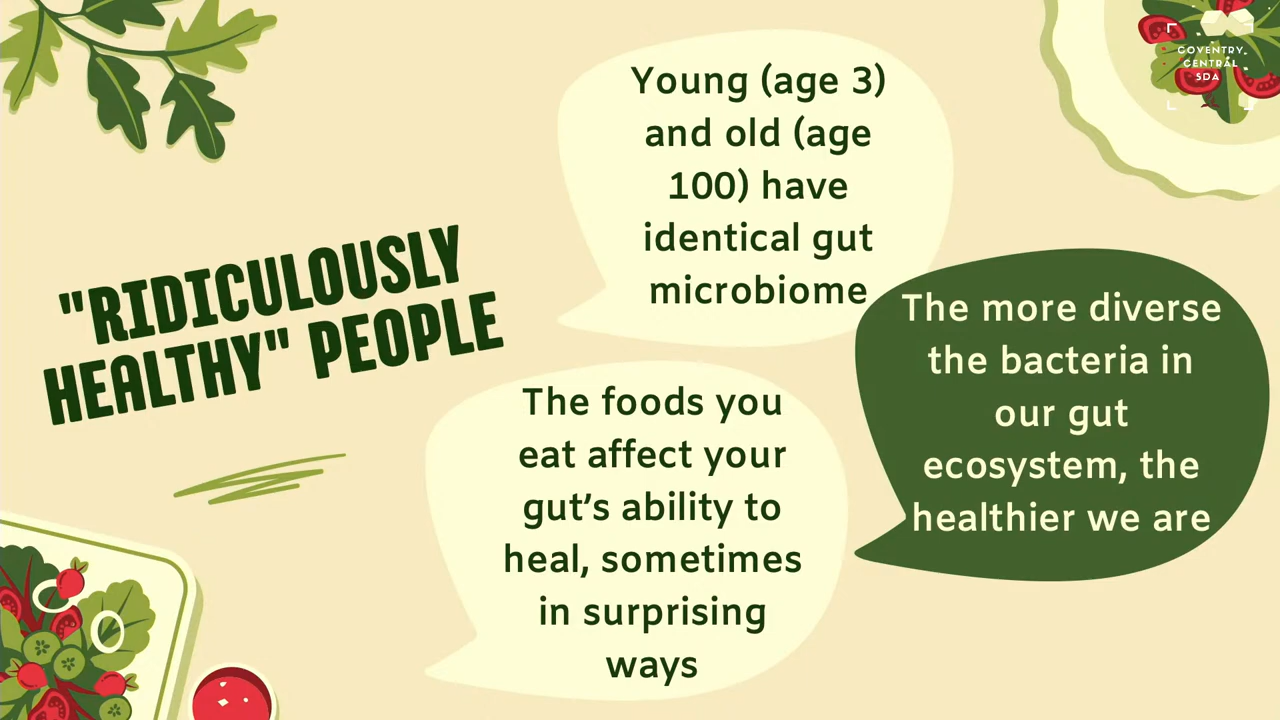 "RIDICULOUSLY
HEALTHY" PEOPLE
Young (age 3)
and old (age
100) have
identical gut
microbiome
The more diverse
the bacteria in
our gut
ecosystem, the
healthier we are
The foods you
eat affect your
gut’s ability to
heal, sometimes
in surprising
ways
COVENTRY
CENTRAL
SDA